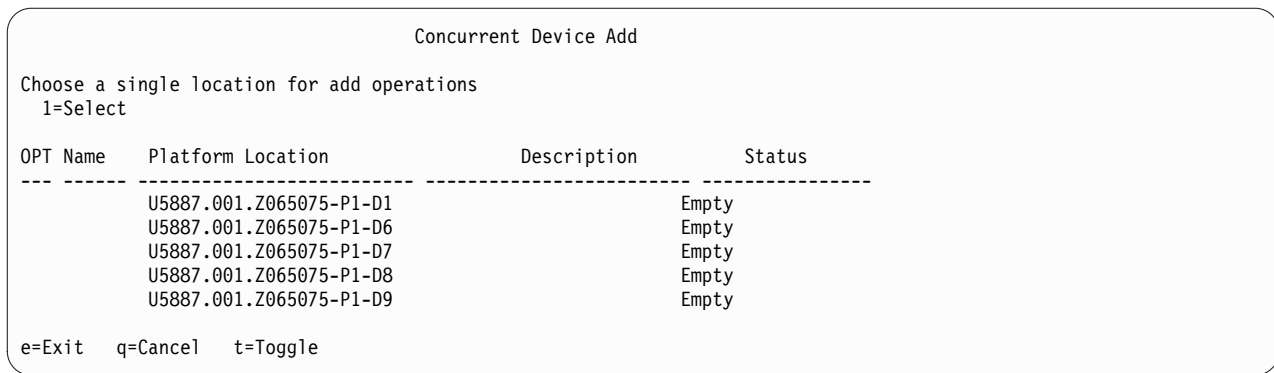 Concurrent Device Add
Choose a single location for add operations
1=Select
OPT Name Platform Location Description Status
--- ------ -------------------------- ------------------------- ----------------
U5887.001.Z065075-P1-D1 Empty
U5887.001.Z065075-P1-D6 Empty
U5887.001.Z065075-P1-D7 Empty
U5887.001.Z065075-P1-D8 Empty
U5887.001.Z065075-P1-D9 Empty
e=Exit q=Cancel t=Toggle